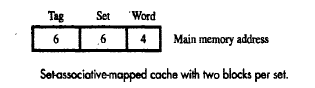 Tag Set Word
6 6 4 Main memory address
Set-associative-mapped cache with two blocks per set.